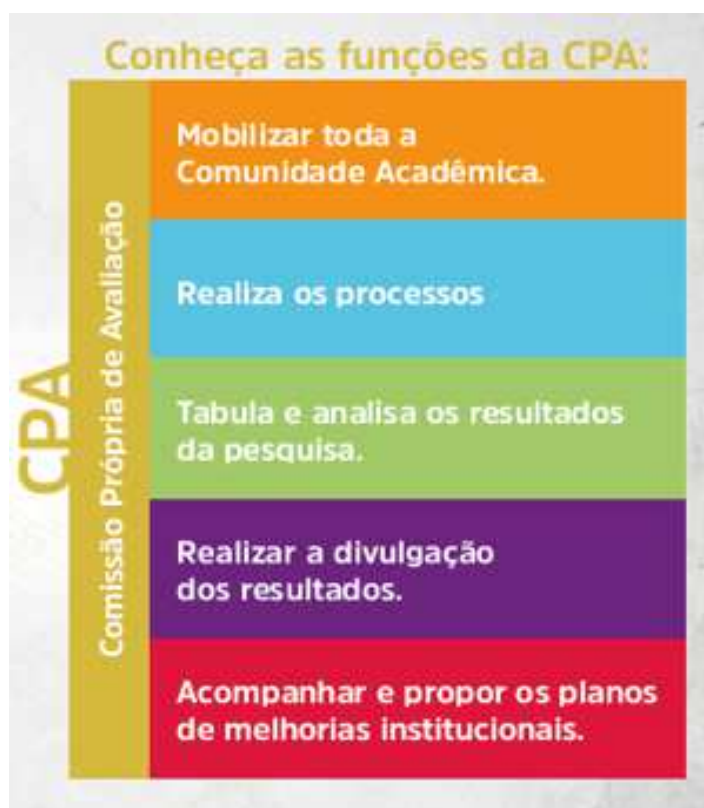 Conheça as funções da CPA:
CPA
Comissão Própria de Avaliação
Mobilizar toda a
Comunidade Acadêmica.
Realiza os processos
Tabula e analisa os resultados
da pesquisa.
Realizar a divulgação
dos resultados.
Acompanhar e propor os planos
de melhorias institucionais.